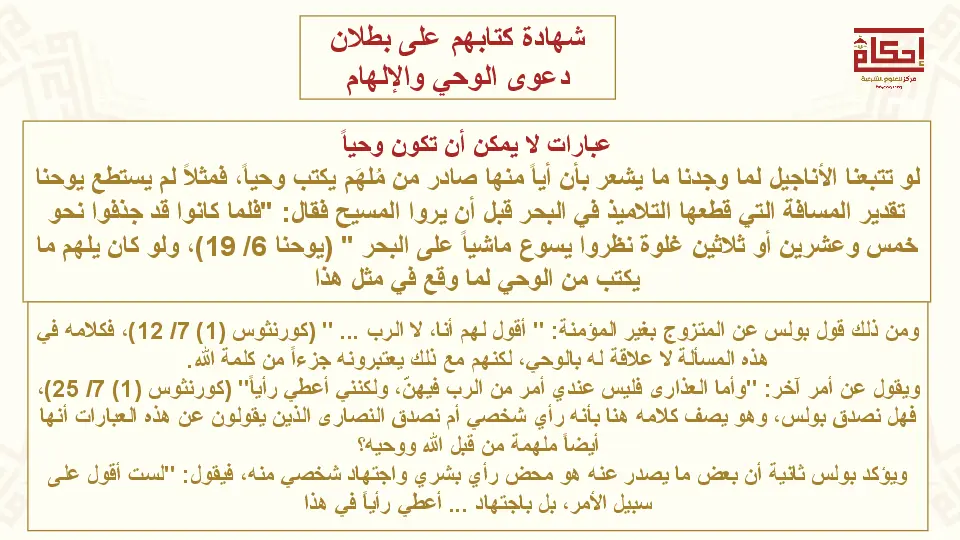 شهادة كتابهم على بطلان
دعوى الوحي والإلهام
إحكام
مركز للعلوم الشرعية
عبارات لا يمكن أن تكون وحياً
لو تتبعنا الأناجيل لما وجدنا ما يشعر بأن أياً منها صادر من مُلهَم يكتب وحياً، فمثلاً لم يستطع يوحنا
تقدير المسافة التي قطعها التلاميذ في البحر قبل أن يروا المسيح فقال: "فلما كانوا قد جذفوا نحو
خمس وعشرين أو ثلاثين غلوة نظروا يسوع ماشياً على البحر " (يوحنا 6/ 19)، ولو كان يلهم ما
يكتب من الوحي لما وقع في مثل هذا
ومن ذلك قول بولس عن المتزوج بغير المؤمنة: " أقول لهم أنا، لا الرب ... " (كورنثوس (1) 7/ 12)، فكلامه في
هذه المسألة لا علاقة له بالوحي، لكنهم مع ذلك يعتبرونه جزءاً من كلمة الله.
ويقول عن أمر آخر: "وأما العذارى فليس عندي أمر من الرب فيهنّ، ولكنني أعطي رأياً" (كورنثوس (1) 7/ 25)،
فهل نصدق بولس، وهو يصف كلامه هنا بأنه رأي شخصي أم نصدق النصارى الذين يقولون عن هذه العبارات أنها
أيضاً ملهمة من قبل الله ووحيه؟
ويؤكد بولس ثانية أن بعض ما يصدر عنه هو محض رأي بشري واجتهاد شخصي منه، فيقول: "لست أقول على
سبيل الأمر، بل باجتهاد ... أعطي رأياً في هذا